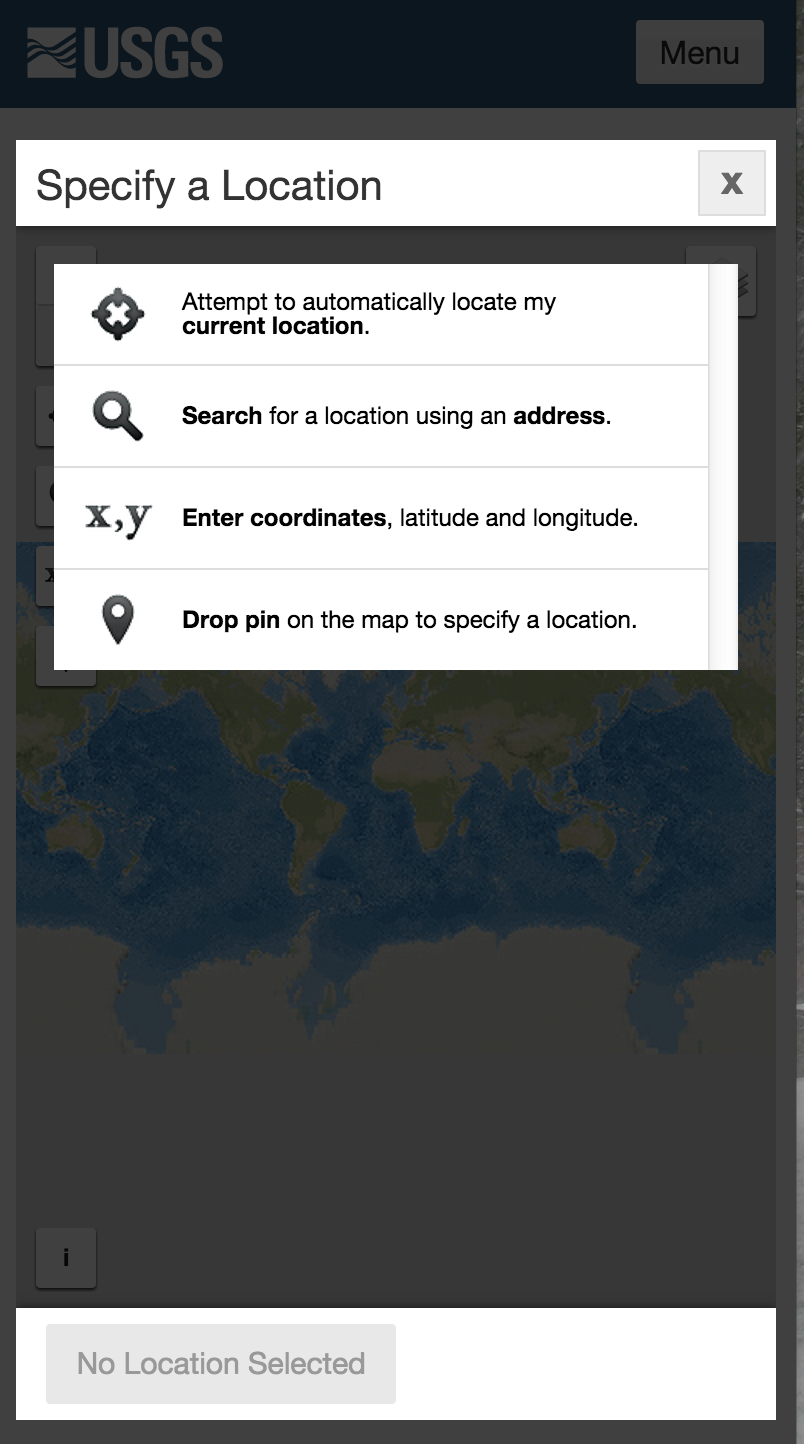 USGS
Menu
Specify a Location
X
Attempt to automatically locate my
current location.
Search for a location using an address.
x,y
Enter coordinates, latitude and longitude.
Drop pin on the map to specify a location.
i
No Location Selected